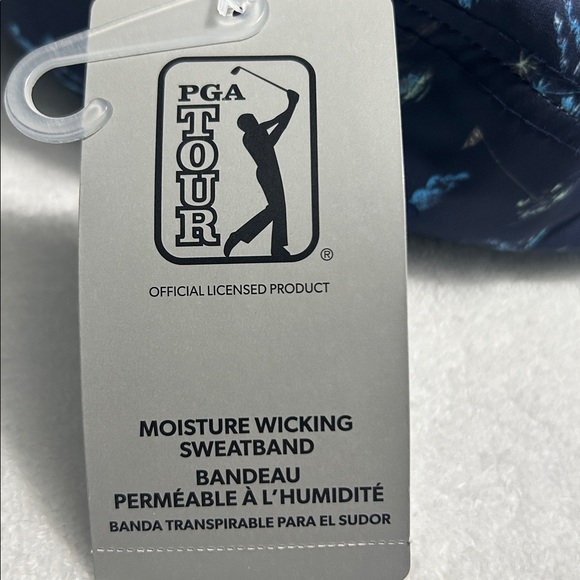 PGA
TOUR
®
OFFICIAL LICENSED PRODUCT
MOISTURE WICKING
SWEATBAND
BANDEAU
PERMÉABLE À L'HUMIDITÉ
BANDA TRANSPIRABLE PARA EL SUDOR